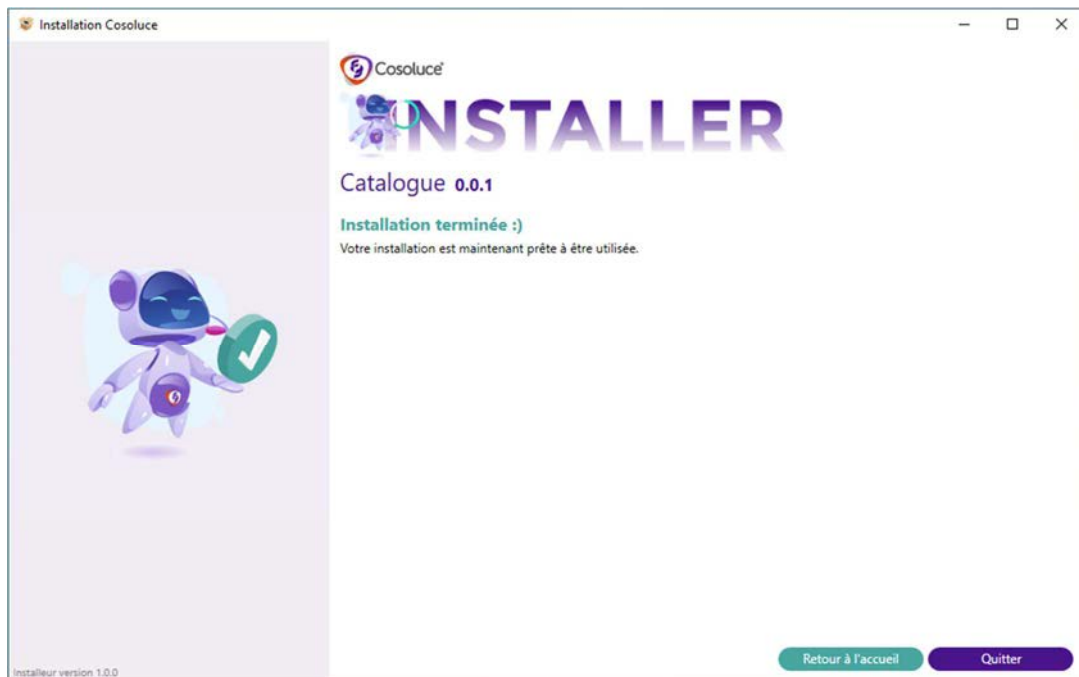 Installation Cosoluce
Cosoluce
INSTALLER
Catalogue 0.0.1
Installation terminée :)
Votre installation est maintenant prête à être utilisée.
Retour à l'accueil
Quitter
Installeur version 1.0.0